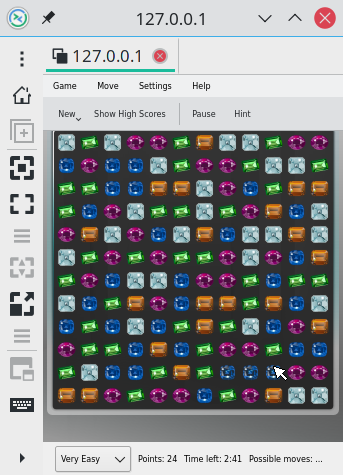 127.0.0.1
127.0.0.1
Game Move Settings Help
New Show High Scores Pause Hint
Very Easy Points: 24 Time left: 2:41 Possible moves: ...